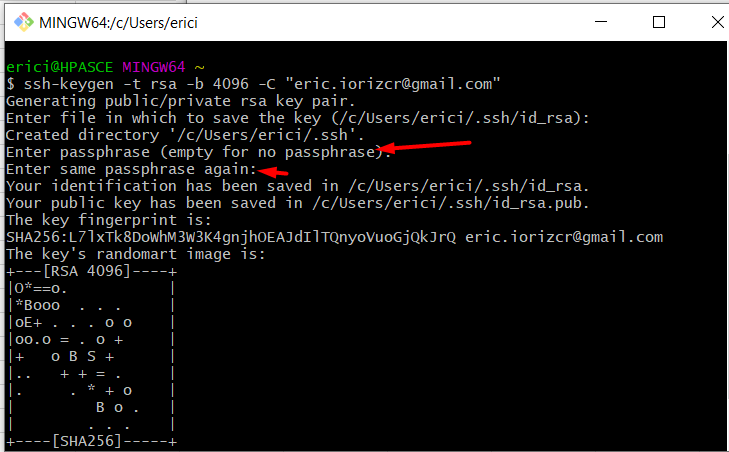 MINGW64:/c/Users/erici
erici@HPASCE MINGW64 ~
$ ssh-keygen -t rsa -b 4096 -C "eric.iorizcr@gmail.com"
Generating public/private rsa key pair.
Enter file in which to save the key (/c/Users/erici/.ssh/id_rsa):
Created directory '/c/Users/erici/.ssh'.
Enter passphrase (empty for no passphrase):
Enter same passphrase again:
Your identification has been saved in /c/Users/erici/.ssh/id_rsa.
Your public key has been saved in /c/Users/erici/.ssh/id_rsa.pub.
The key fingerprint is:
SHA256:L7lxTk8DoWhM3W3K4gnjhOEAJdIlTQnyoVuoGjQkJrQ eric.iorizcr@gmail.com
The key's randomart image is:
+---[RSA 4096]----+
|O*==o.           |
|*Booo  . . .     |
|oE+ . . . o o    |
|oo.o = . o +     |
|+   o B S +      |
|..   + + = .     |
|.     . * + o    |
|         B o .   |
|        . . .    |
+----[SHA256]-----+